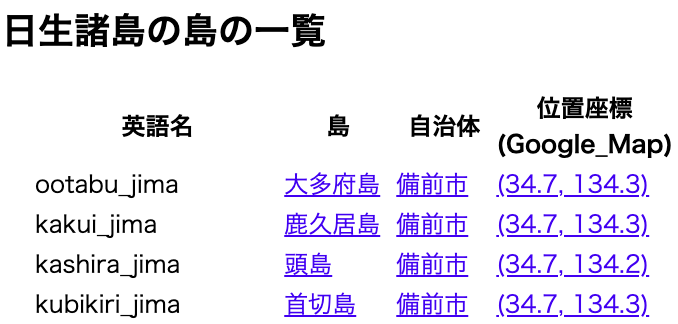 日生諸島の島の一覧
英語名 島 自治体 位置座標
(Google_Map)
ootabu_jima 大多府島 備前市 (34.7, 134.3)
kakui_jima 鹿久居島 備前市 (34.7, 134.3)
kashira_jima 頭島 備前市 (34.7, 134.2)
kubikiri_jima 首切島 備前市 (34.7, 134.3)